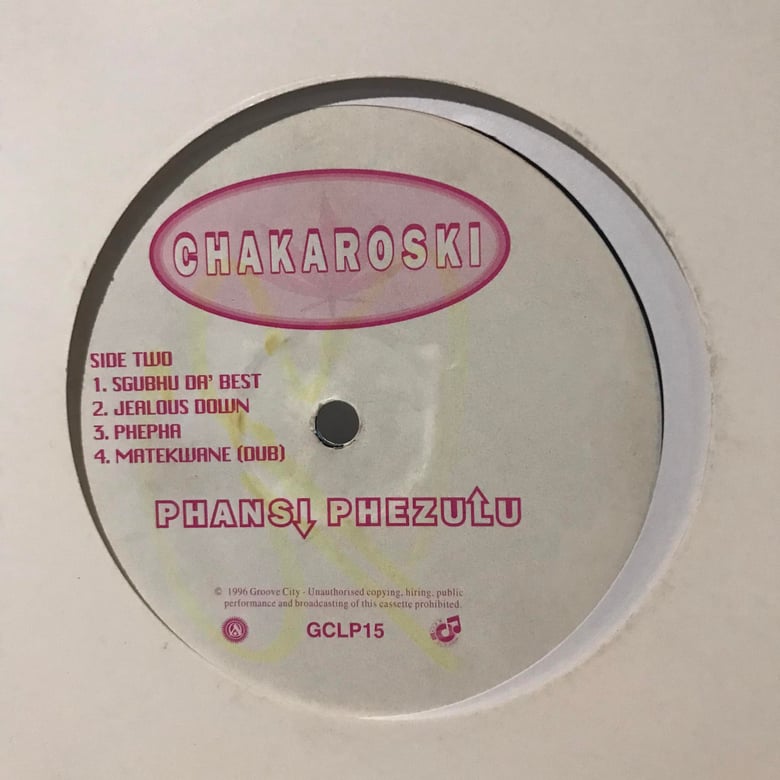 CHAKAROSKI
SIDE TWO
1. SGUBHU DA' BEST
2. JEALOUS DOWN
3. PHEPHA
4. MATEKWANE (DUB)
PHANSI PHEZULU
© 1996 Groove City - Unauthorised copying, hiring, public
performance and broadcasting of this cassette prohibited.
GCLP15